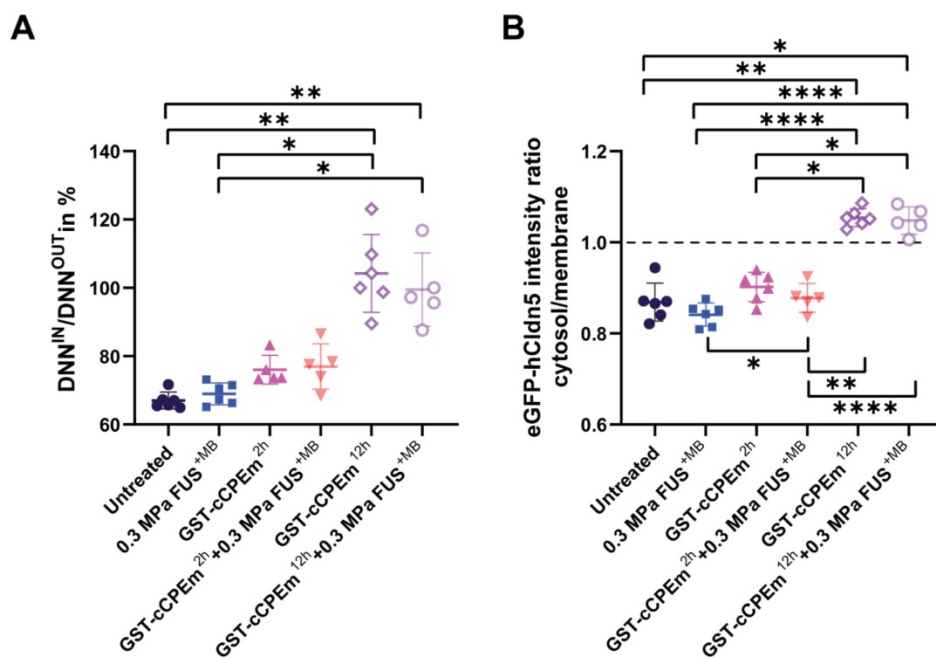 A
DNN^IN/DNN^OUT in %
140
120
100
80
60
**
**
*
*
Untreated
0.3 MPa FUS^+MB
GST-cCPEm^2h
GST-cCPEm^2h+0.3 MPa FUS^+MB
GST-cCPEm^12h
GST-cCPEm^12h+0.3 MPa FUS^+MB
B
eGFP-hCldn5 intensity ratio
cytosol/membrane
1.2
1.0
0.8
0.6
*
**
****
****
*
*
*
**
****
Untreated
0.3 MPa FUS^+MB
GST-cCPEm^2h
GST-cCPEm^2h+0.3 MPa FUS^+MB
GST-cCPEm^12h
GST-cCPEm^12h+0.3 MPa FUS^+MB